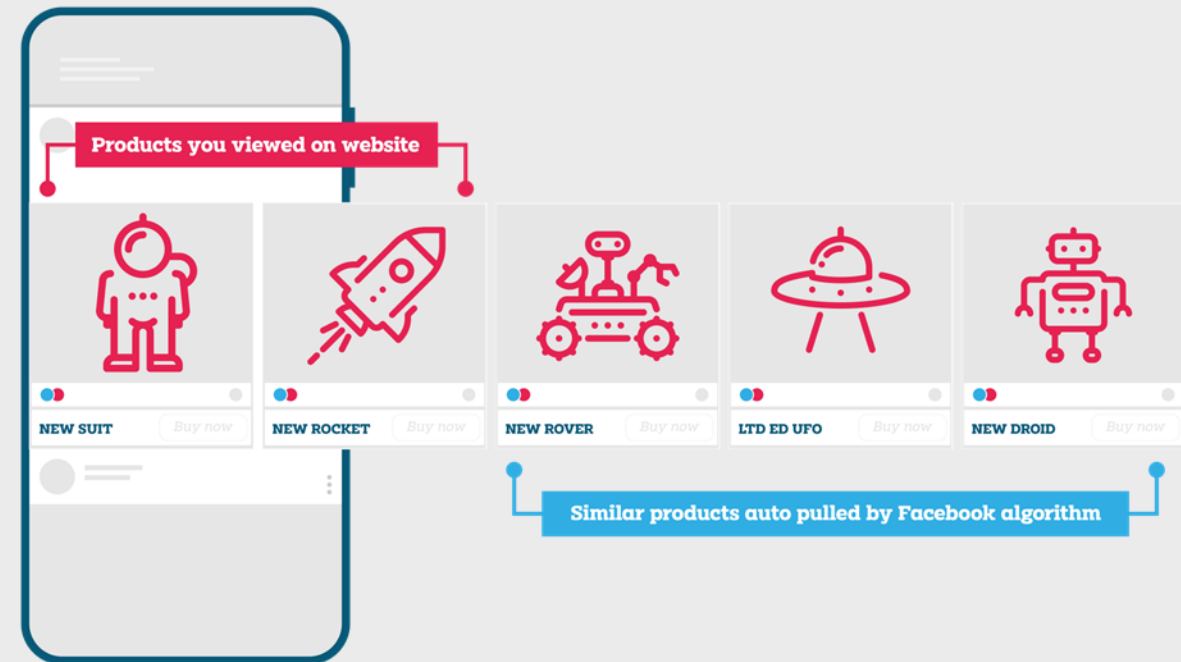 Products you viewed on website
NEW SUIT
Buy now
NEW ROCKET
Buy now
NEW ROVER
Buy now
LTD ED UFO
Buy now
NEW DROID
Buy now
Similar products auto pulled by Facebook algorithm